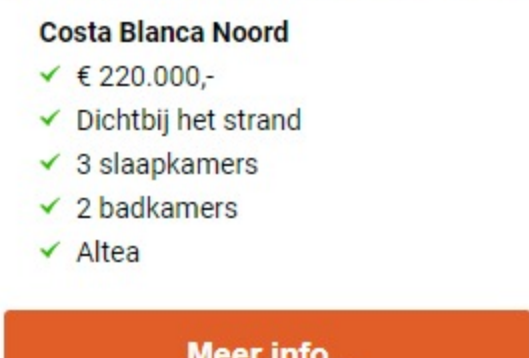 Costa Blanca Noord
€ 220.000,-
Dichtbij het strand
3 slaapkamers
2 badkamers
Altea
Meer info